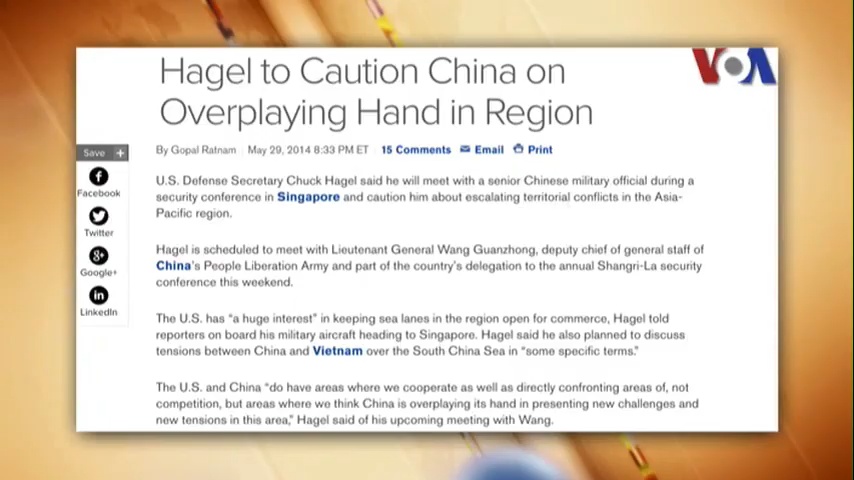 Hagel to Caution China on
Overplaying Hand in Region
VOA
Save +
By Gopal Ratnam May 29, 2014 8:33 PM ET 15 Comments Email Print
Facebook
Twitter
Google+
LinkedIn
U.S. Defense Secretary Chuck Hagel said he will meet with a senior Chinese military official during a
security conference in Singapore and caution him about escalating territorial conflicts in the Asia-
Pacific region.
Hagel is scheduled to meet with Lieutenant General Wang Guanzhong, deputy chief of general staff of
China's People Liberation Army and part of the country's delegation to the annual Shangri-La security
conference this weekend.
The U.S. has “a huge interest” in keeping sea lanes in the region open for commerce, Hagel told
reporters on board his military aircraft heading to Singapore. Hagel said he also planned to discuss
tensions between China and Vietnam over the South China Sea in “some specific terms.”
The U.S. and China “do have areas where we cooperate as well as directly confronting areas of, not
competition, but areas where we think China is overplaying its hand in presenting new challenges and
new tensions in this area,” Hagel said of his upcoming meeting with Wang.